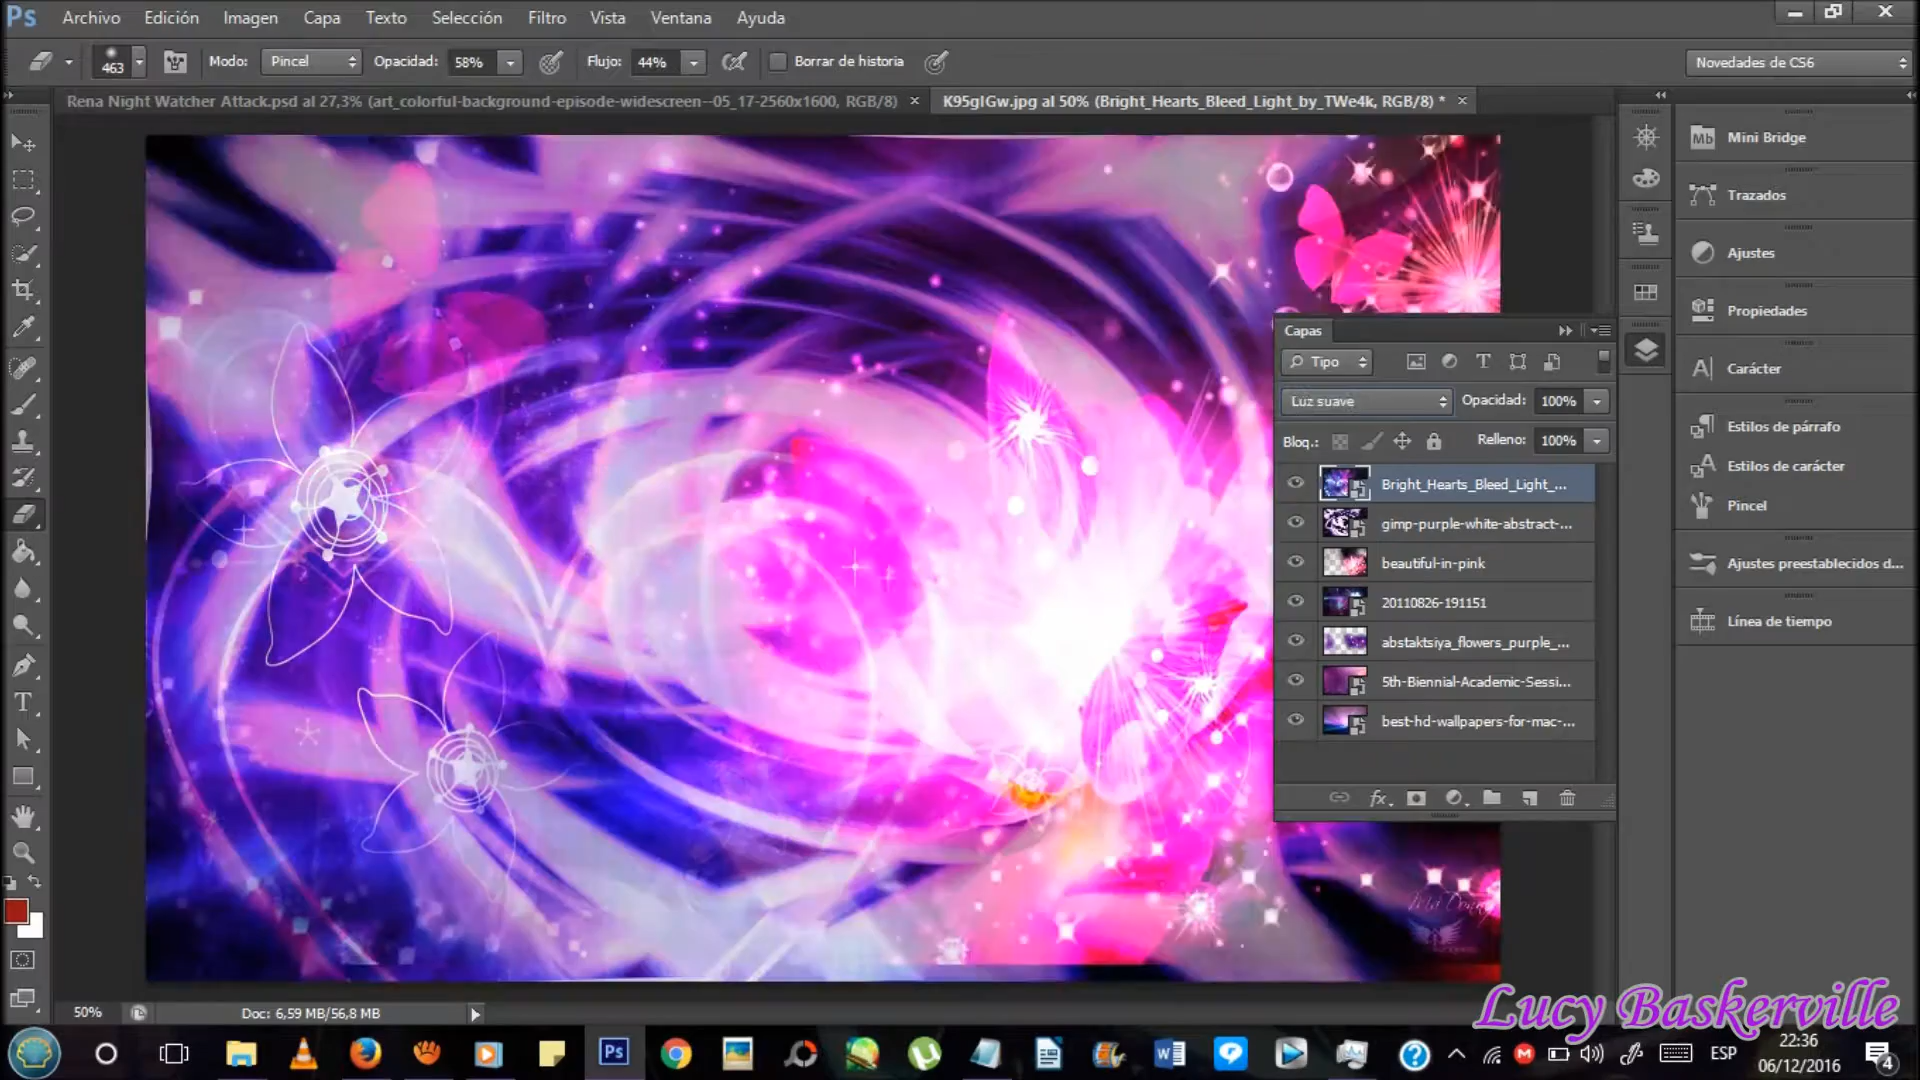 Ps Archivo Edición Imagen Capa Texto Selección Filtro Vista Ventana Ayuda
463 Modo: Pincel Opacidad: 58% Flujo: 44% Borrar de historia Novedades de CS6
Rena Night Watcher Attack.psd al 27,3% (art_colorful-background-episode-widescreen--05_17-2560x1600, RGB/8) × K95gIGw.jpg al 50% (Bright_Hearts_Bleed_Light_by_TWe4k, RGB/8) * ×
Mb Mini Bridge
Trazados
Ajustes
Propiedades
Carácter
Estilos de párrafo
Estilos de carácter
Pincel
Ajustes preestablecidos d...
Línea de tiempo
Capas
Tipo
Luz suave Opacidad: 100%
Bloq.: Relleno: 100%
Bright_Hearts_Bleed_Light_...
gimp-purple-white-abstract-...
beautiful-in-pink
20110826-191151
abstaktsiya_flowers_purple_...
5th-Biennial-Academic-Sessi...
best-hd-wallpapers-for-mac-...
fx
50% Doc: 6,59 MB/56,8 MB
Lucy Baskerville
Ps
ESP
22:36
06/12/2016
4